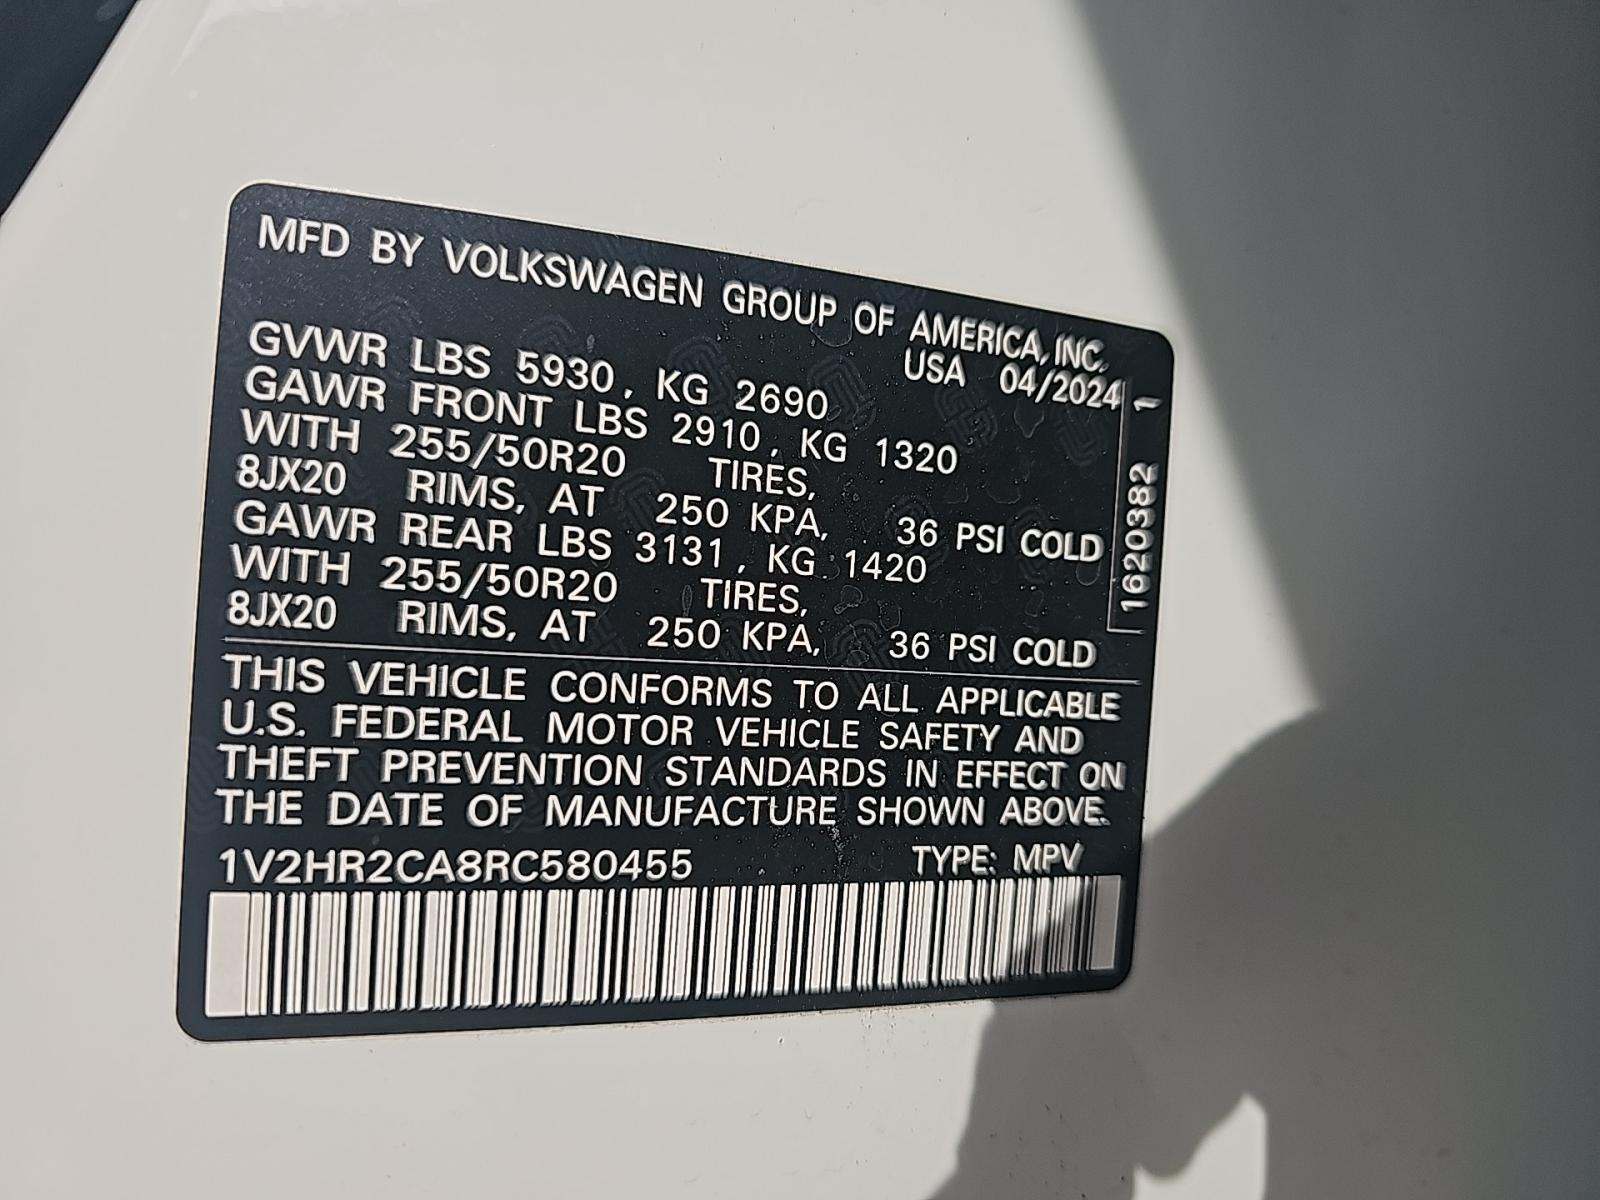 MFD BY VOLKSWAGEN GROUP OF AMERICA, INC.
USA 04/2024
GVWR LBS 5930, KG 2690
GAWR FRONT LBS 2910, KG 1320
WITH 255/50R20 TIRES,
8JX20 RIMS, AT 250 KPA, 36 PSI COLD
GAWR REAR LBS 3131, KG 1420
WITH 255/50R20 TIRES,
8JX20 RIMS, AT 250 KPA, 36 PSI COLD
1620382 1
THIS VEHICLE CONFORMS TO ALL APPLICABLE
U.S. FEDERAL MOTOR VEHICLE SAFETY AND
THEFT PREVENTION STANDARDS IN EFFECT ON
THE DATE OF MANUFACTURE SHOWN ABOVE.
1V2HR2CA8RC580455 TYPE: MPV